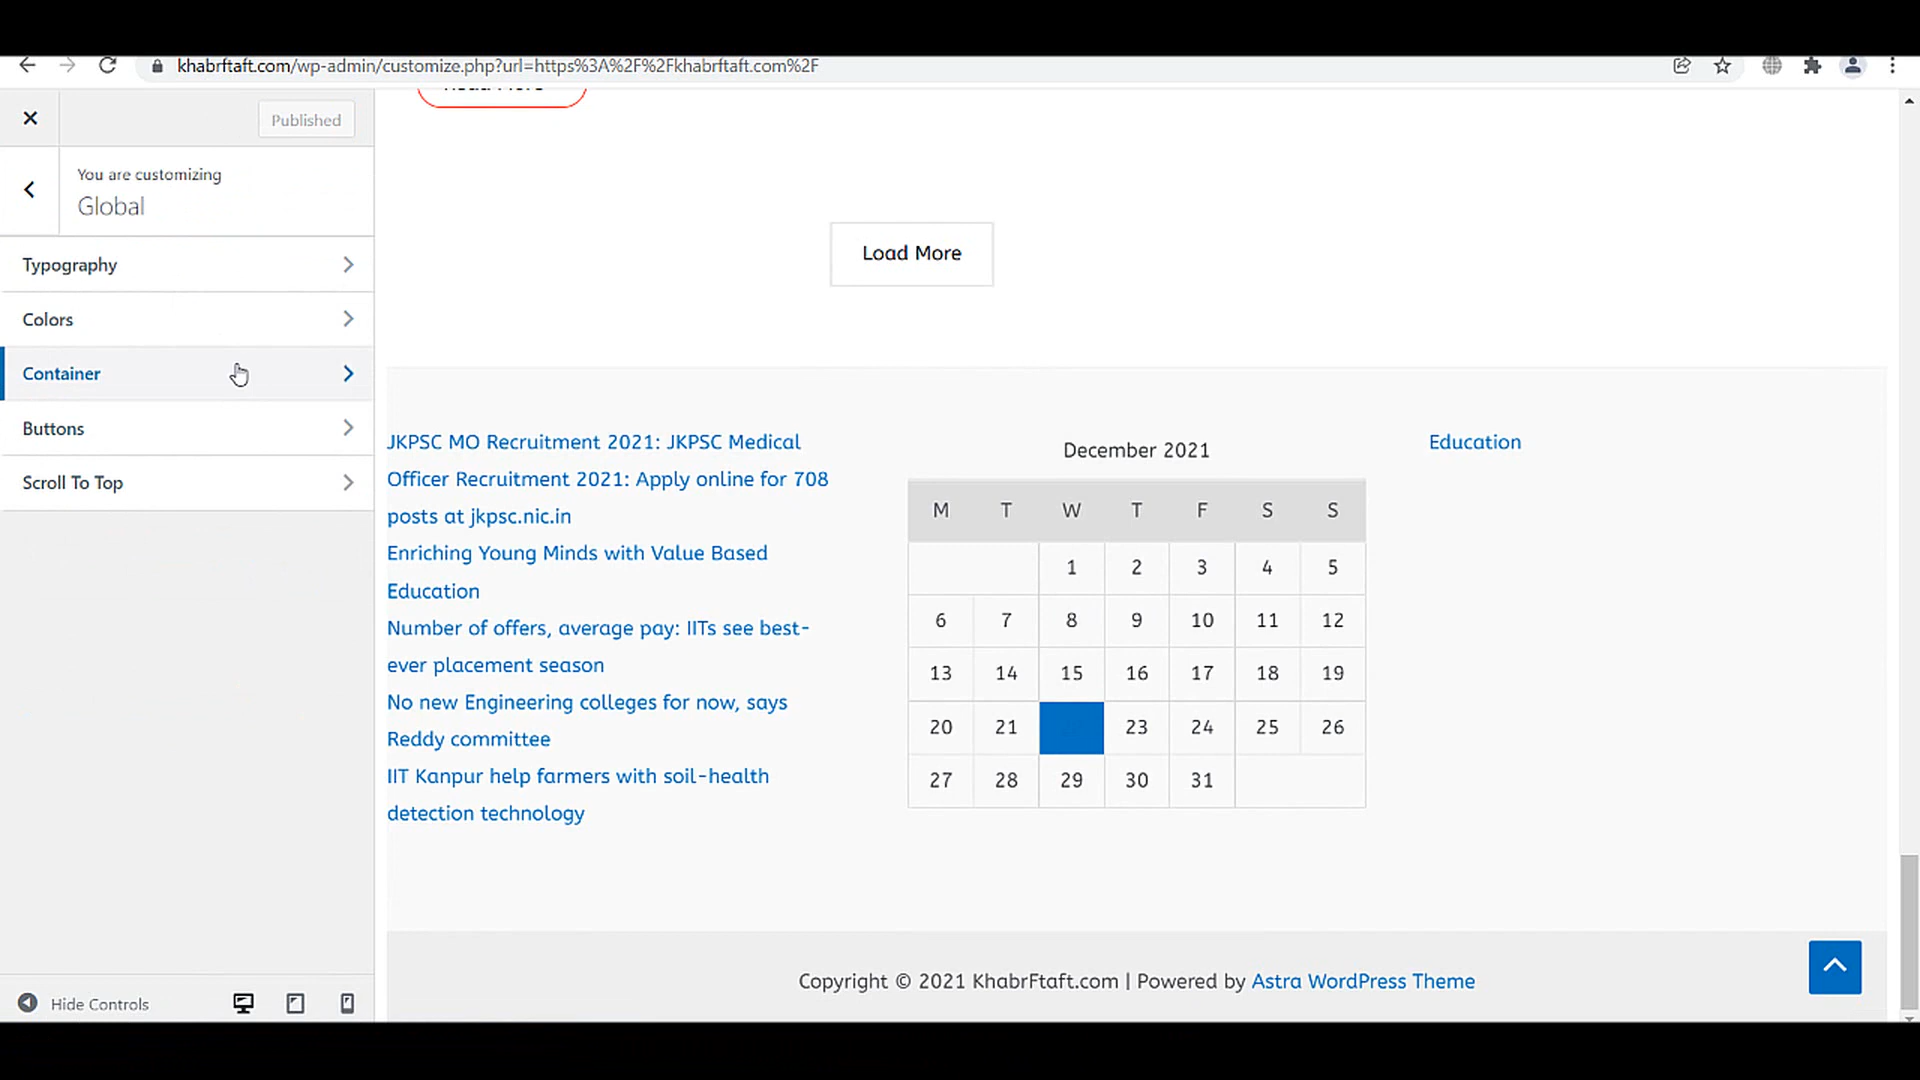 khabrftaft.com/wp-admin/customize.php?url=https%3A%2F%2Fkhabrftaft.com%2F
Published
You are customizing
Global
Typography
Colors
Container
Buttons
Scroll To Top
Hide Controls
Read More
Load More
JKPSC MO Recruitment 2021: JKPSC Medical
Officer Recruitment 2021: Apply online for 708
posts at jkpsc.nic.in
Enriching Young Minds with Value Based
Education
Number of offers, average pay: IITs see best-
ever placement season
No new Engineering colleges for now, says
Reddy committee
IIT Kanpur help farmers with soil-health
detection technology
December 2021
M T W T F S S
1 2 3 4 5
6 7 8 9 10 11 12
13 14 15 16 17 18 19
20 21 23 24 25 26
27 28 29 30 31
Education
Copyright © 2021 KhabrFtaft.com | Powered by Astra WordPress Theme